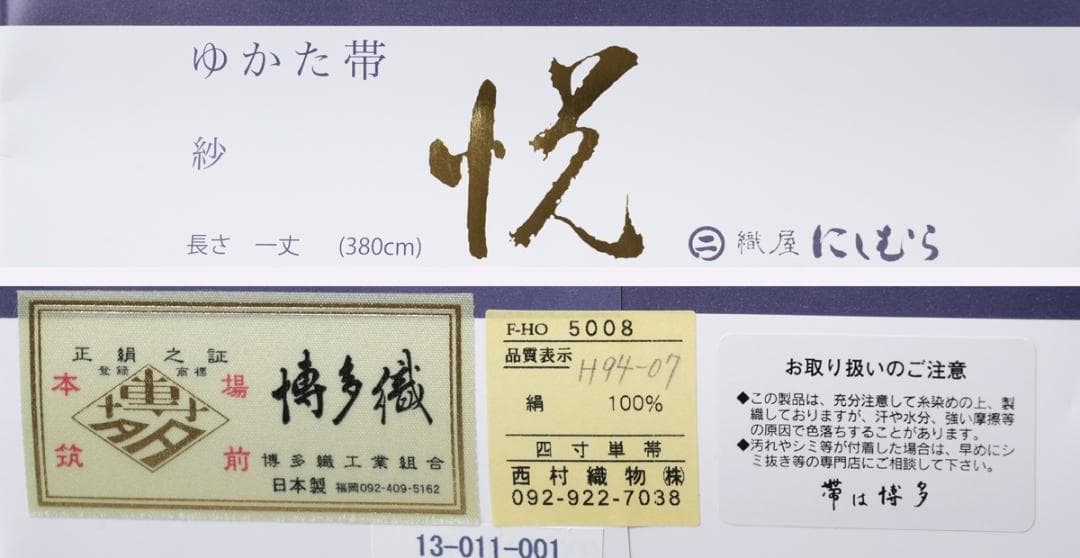 ゆかた帯
紗
悦
長さ 一丈 (380cm)
㊁ 織屋 にしむら
正絹之証
登録 商標
本場
筑前
博多
博多織
博多織工業組合
日本製 福岡092-409-5162
F-HO 5008
品質表示
H94-07
絹 100%
四寸単帯
西村織物㈱
092-922-7038
お取り扱いのご注意
◆この製品は、充分注意して糸染めの上、製
織しておりますが、汗や水分、強い摩擦等
の原因で色落ちすることがあります。
◆汚れやシミ等が付着した場合は、早めにシ
ミ抜き等の専門店にご相談して下さい。
帯は博多
13-011-001